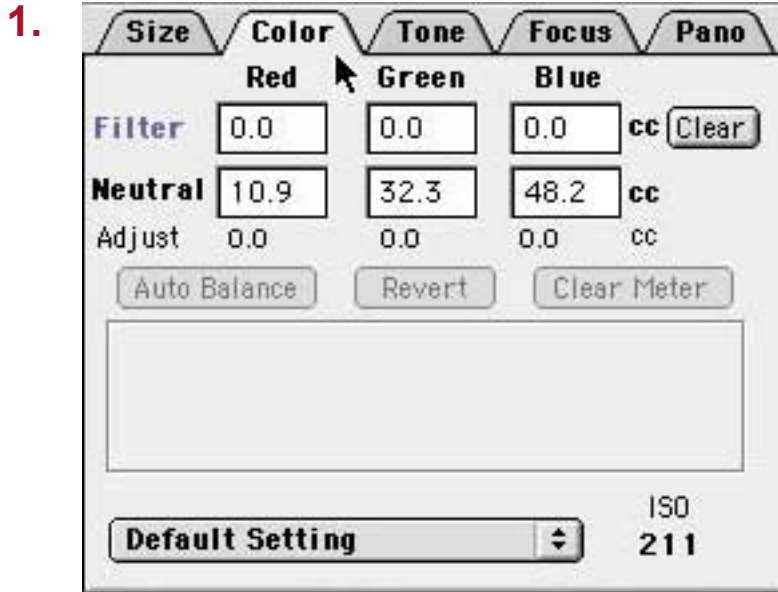 1.
Size Color Tone Focus Pano
Red Green Blue
Filter 0.0 0.0 0.0 cc Clear
Neutral 10.9 32.3 48.2 cc
Adjust 0.0 0.0 0.0 cc
Auto Balance Revert Clear Meter
ISO
Default Setting 211